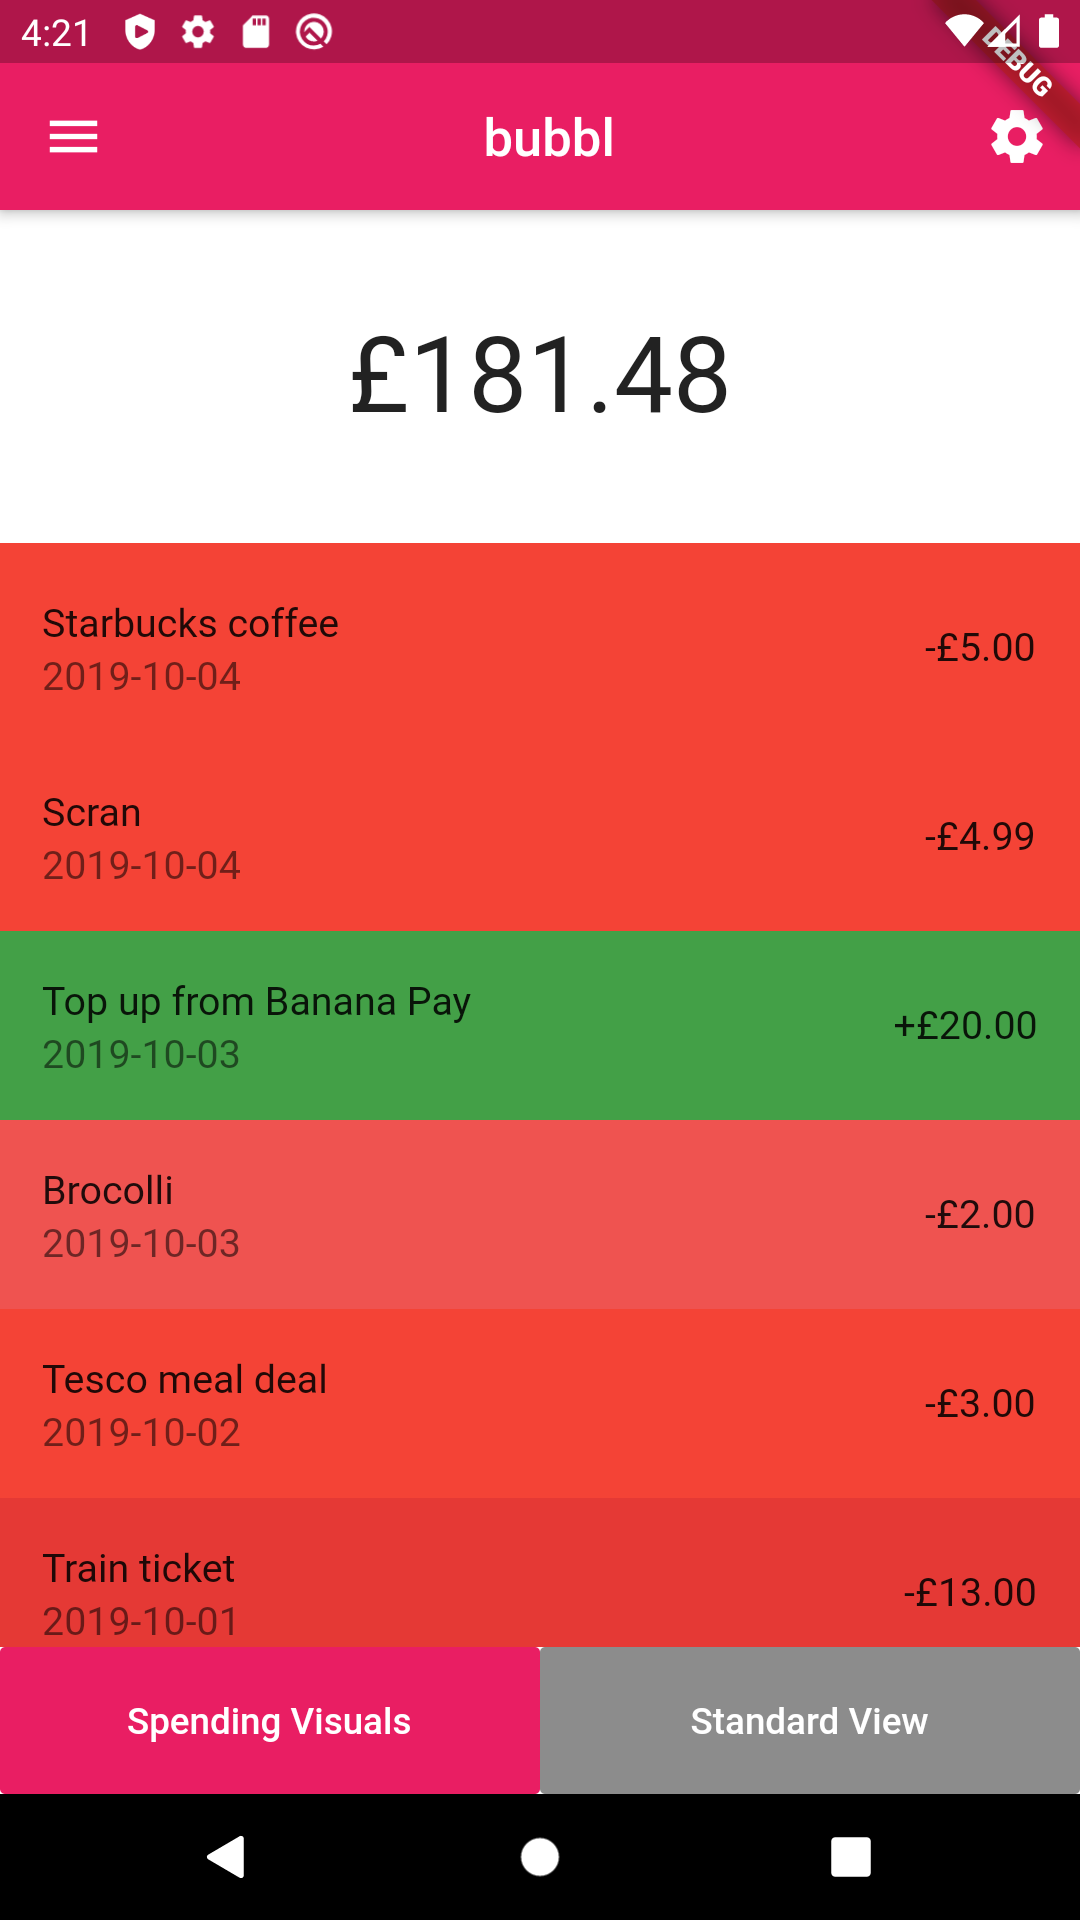 4:21
DEBUG
bubbl
£181.48
Starbucks coffee
2019-10-04
-£5.00
Scran
2019-10-04
-£4.99
Top up from Banana Pay
2019-10-03
+£20.00
Brocolli
2019-10-03
-£2.00
Tesco meal deal
2019-10-02
-£3.00
Train ticket
2019-10-01
-£13.00
Spending Visuals
Standard View